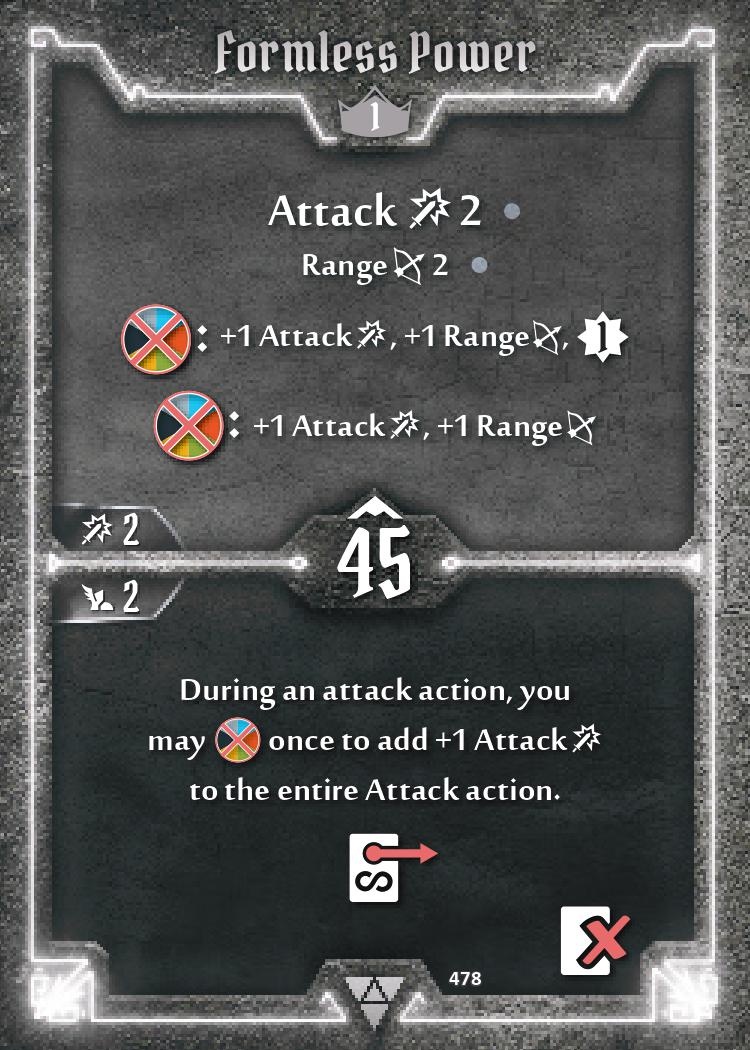 Formless Power
1
Attack 2
Range 2
: +1 Attack, +1 Range, 1
: +1 Attack, +1 Range
2
45
2
During an attack action, you
may once to add +1 Attack
to the entire Attack action.
478